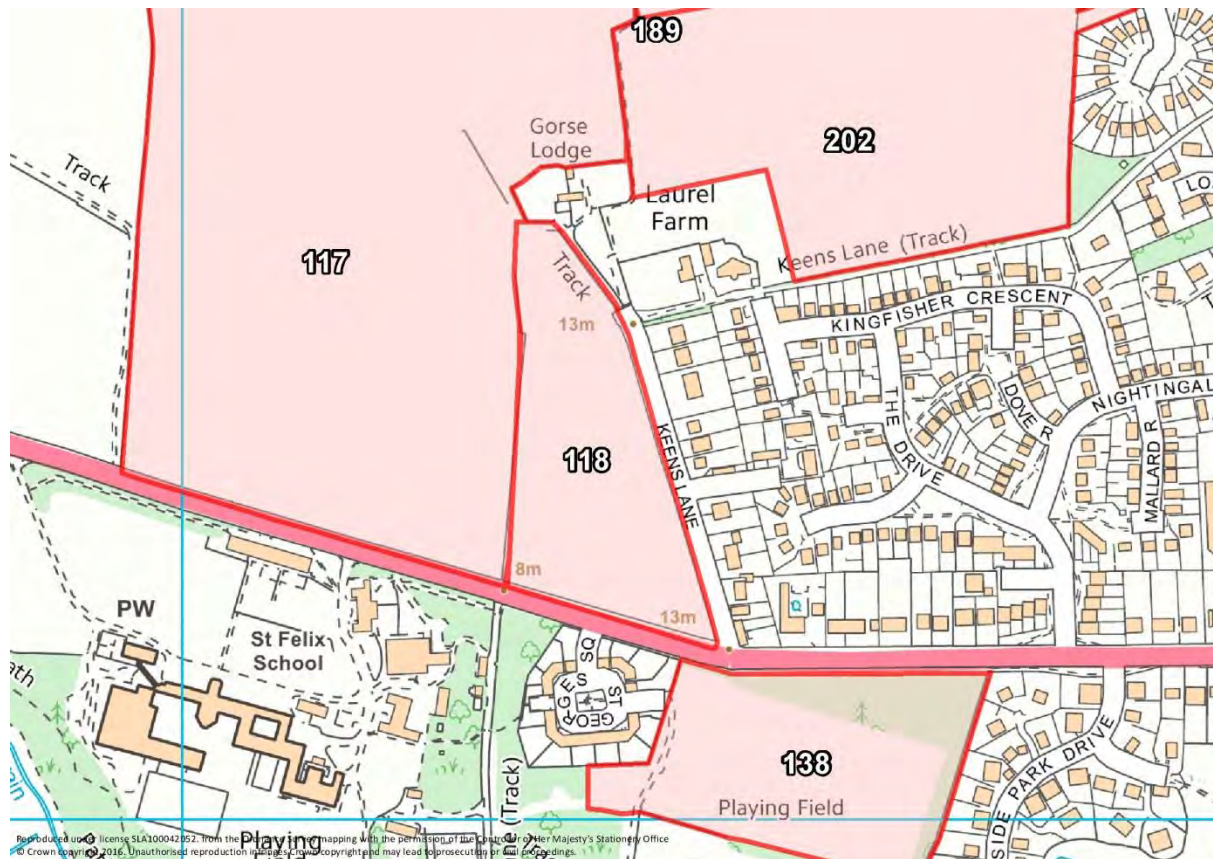 189
Gorse
Lodge
202
Track
Laurel
Farm
Keens Lane (Track)
117
Track
KINGFISHER CRESCENT
13m
DOVE R
NIGHTINGAL
THE DRIVE
MALLARD R
KEENS LANE
118
8m
13m
PW
St Felix
School
ST GEORGES SQ
138
Playing Field
SIDE PARK DRIVE
(Track)
Playing
Reproduced under license SLA100042052. from the Ordnance Survey mapping with the permission of the Controller of Her Majesty's Stationery Office
© Crown copyright 2016. Unauthorised reproduction infringes Crown copyright and may lead to prosecution or civil proceedings.